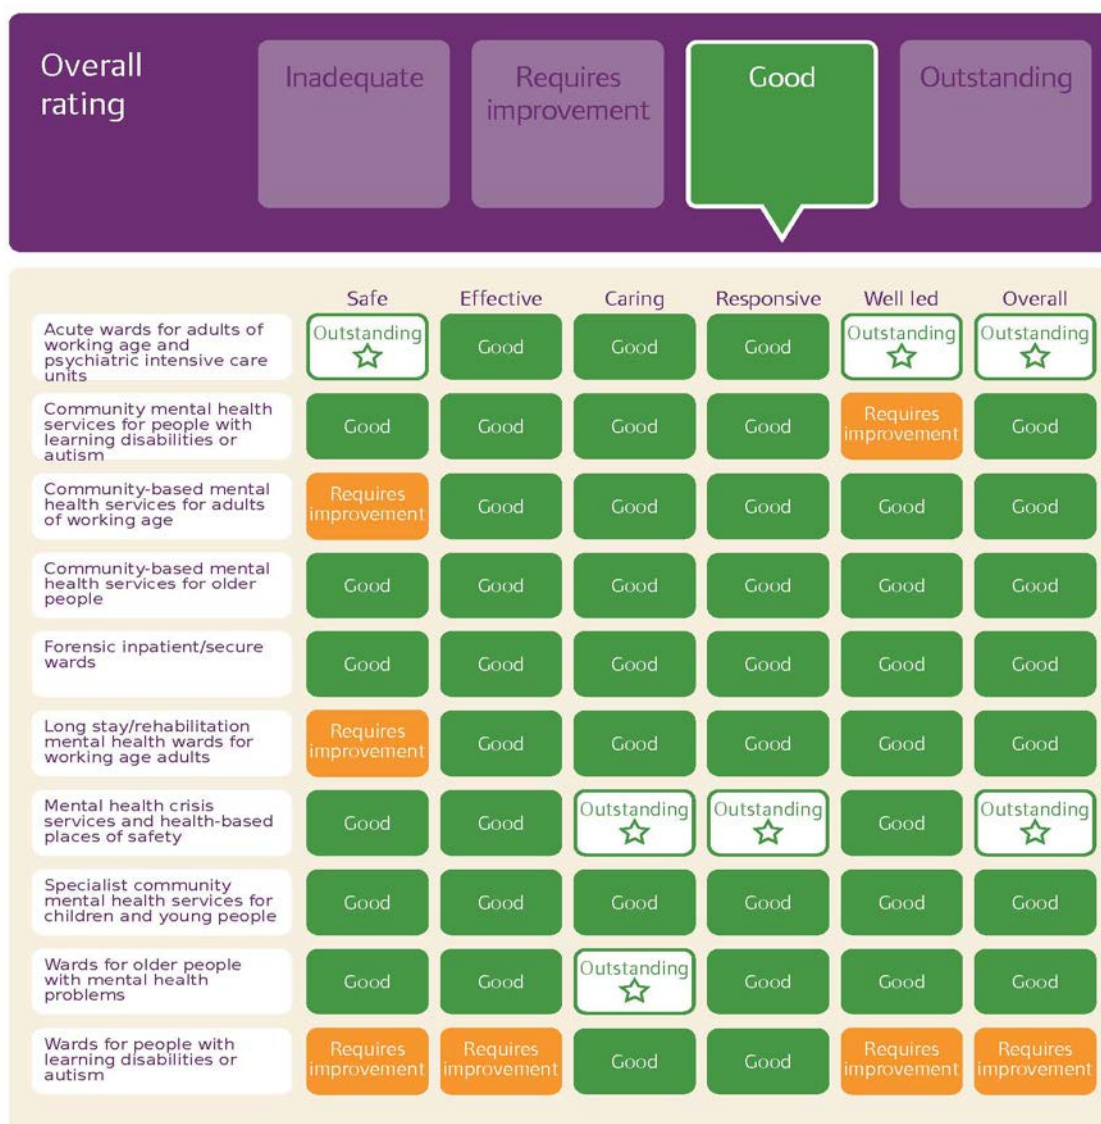 Overall
rating
Inadequate
Requires
improvement
Good
Outstanding
Safe Effective Caring Responsive Well led Overall
Acute wards for adults of
working age and
psychiatric intensive care
units
Outstanding Good Good Good Outstanding Outstanding
Community mental health
services for people with
learning disabilities or
autism
Good Good Good Good Requires
improvement Good
Community-based mental
health services for adults
of working age
Requires
improvement Good Good Good Good Good
Community-based mental
health services for older
people
Good Good Good Good Good Good
Forensic inpatient/secure
wards
Good Good Good Good Good Good
Long stay/rehabilitation
mental health wards for
working age adults
Requires
improvement Good Good Good Good Good
Mental health crisis
services and health-based
places of safety
Good Good Outstanding Outstanding Good Outstanding
Specialist community
mental health services for
children and young people
Good Good Good Good Good Good
Wards for older people
with mental health
problems
Good Good Outstanding Good Good Good
Wards for people with
learning disabilities or
autism
Requires
improvement Requires
improvement Good Good Requires
improvement Requires
improvement